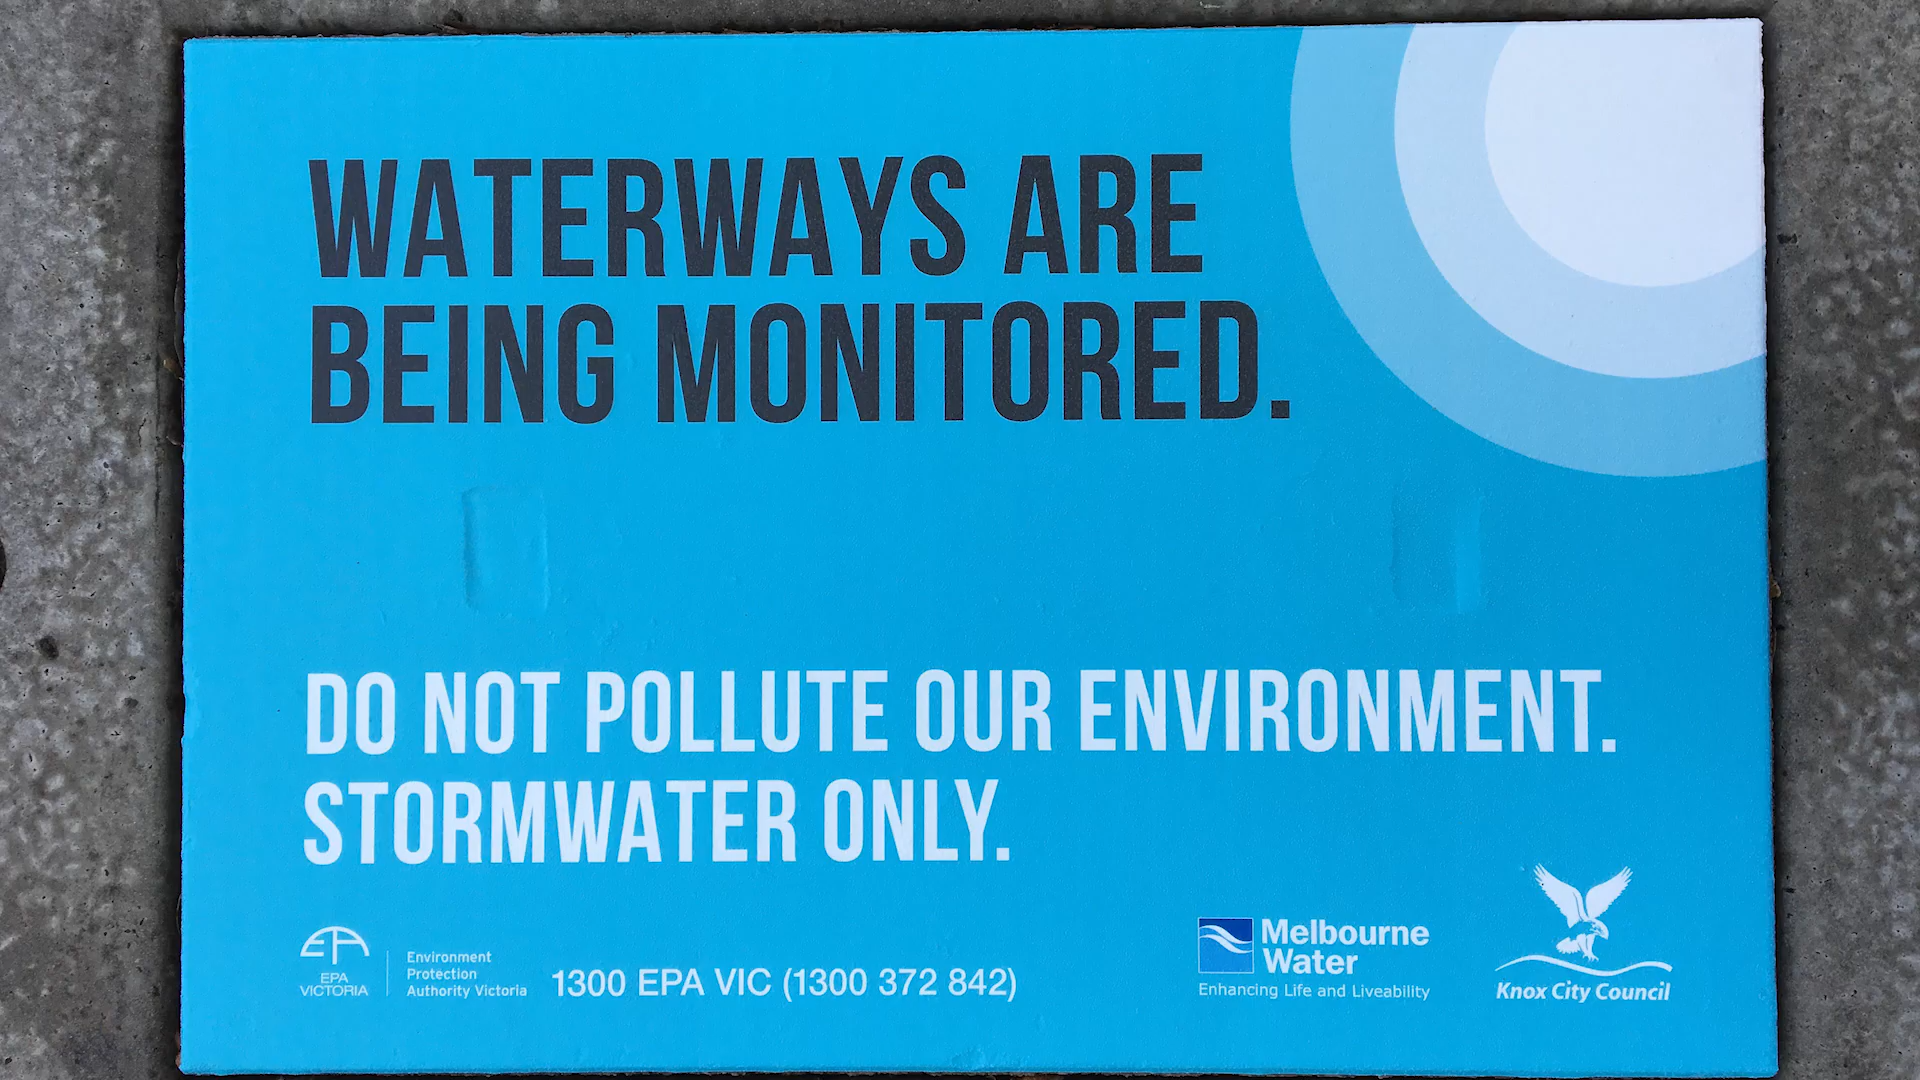 WATERWAYS ARE
BEING MONITORED.
DO NOT POLLUTE OUR ENVIRONMENT.
STORMWATER ONLY.
EPA
EPA
VICTORIA
Environment
Protection
Authority Victoria
1300 EPA VIC (1300 372 842)
Melbourne
Water
Enhancing Life and Liveability
Knox City Council